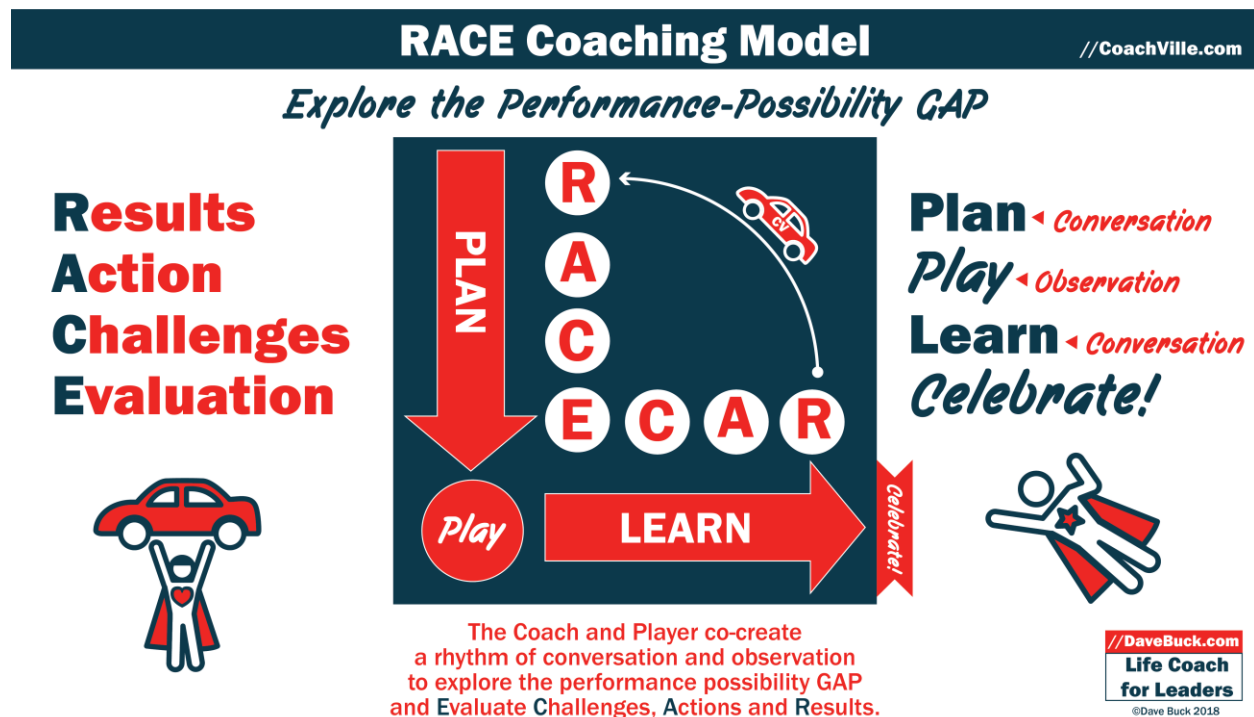 RACE Coaching Model
//CoachVille.com
Explore the Performance-Possibility GAP
Results
Action
Challenges
Evaluation
PLAN
R
A
C
E C A R
CV
Play
LEARN
Celebrate!
Plan ◂ Conversation
Play ◂ Observation
Learn ◂ Conversation
Celebrate!
The Coach and Player co-create
a rhythm of conversation and observation
to explore the performance possibility GAP
and Evaluate Challenges, Actions and Results.
//DaveBuck.com
Life Coach
for Leaders
©Dave Buck 2018